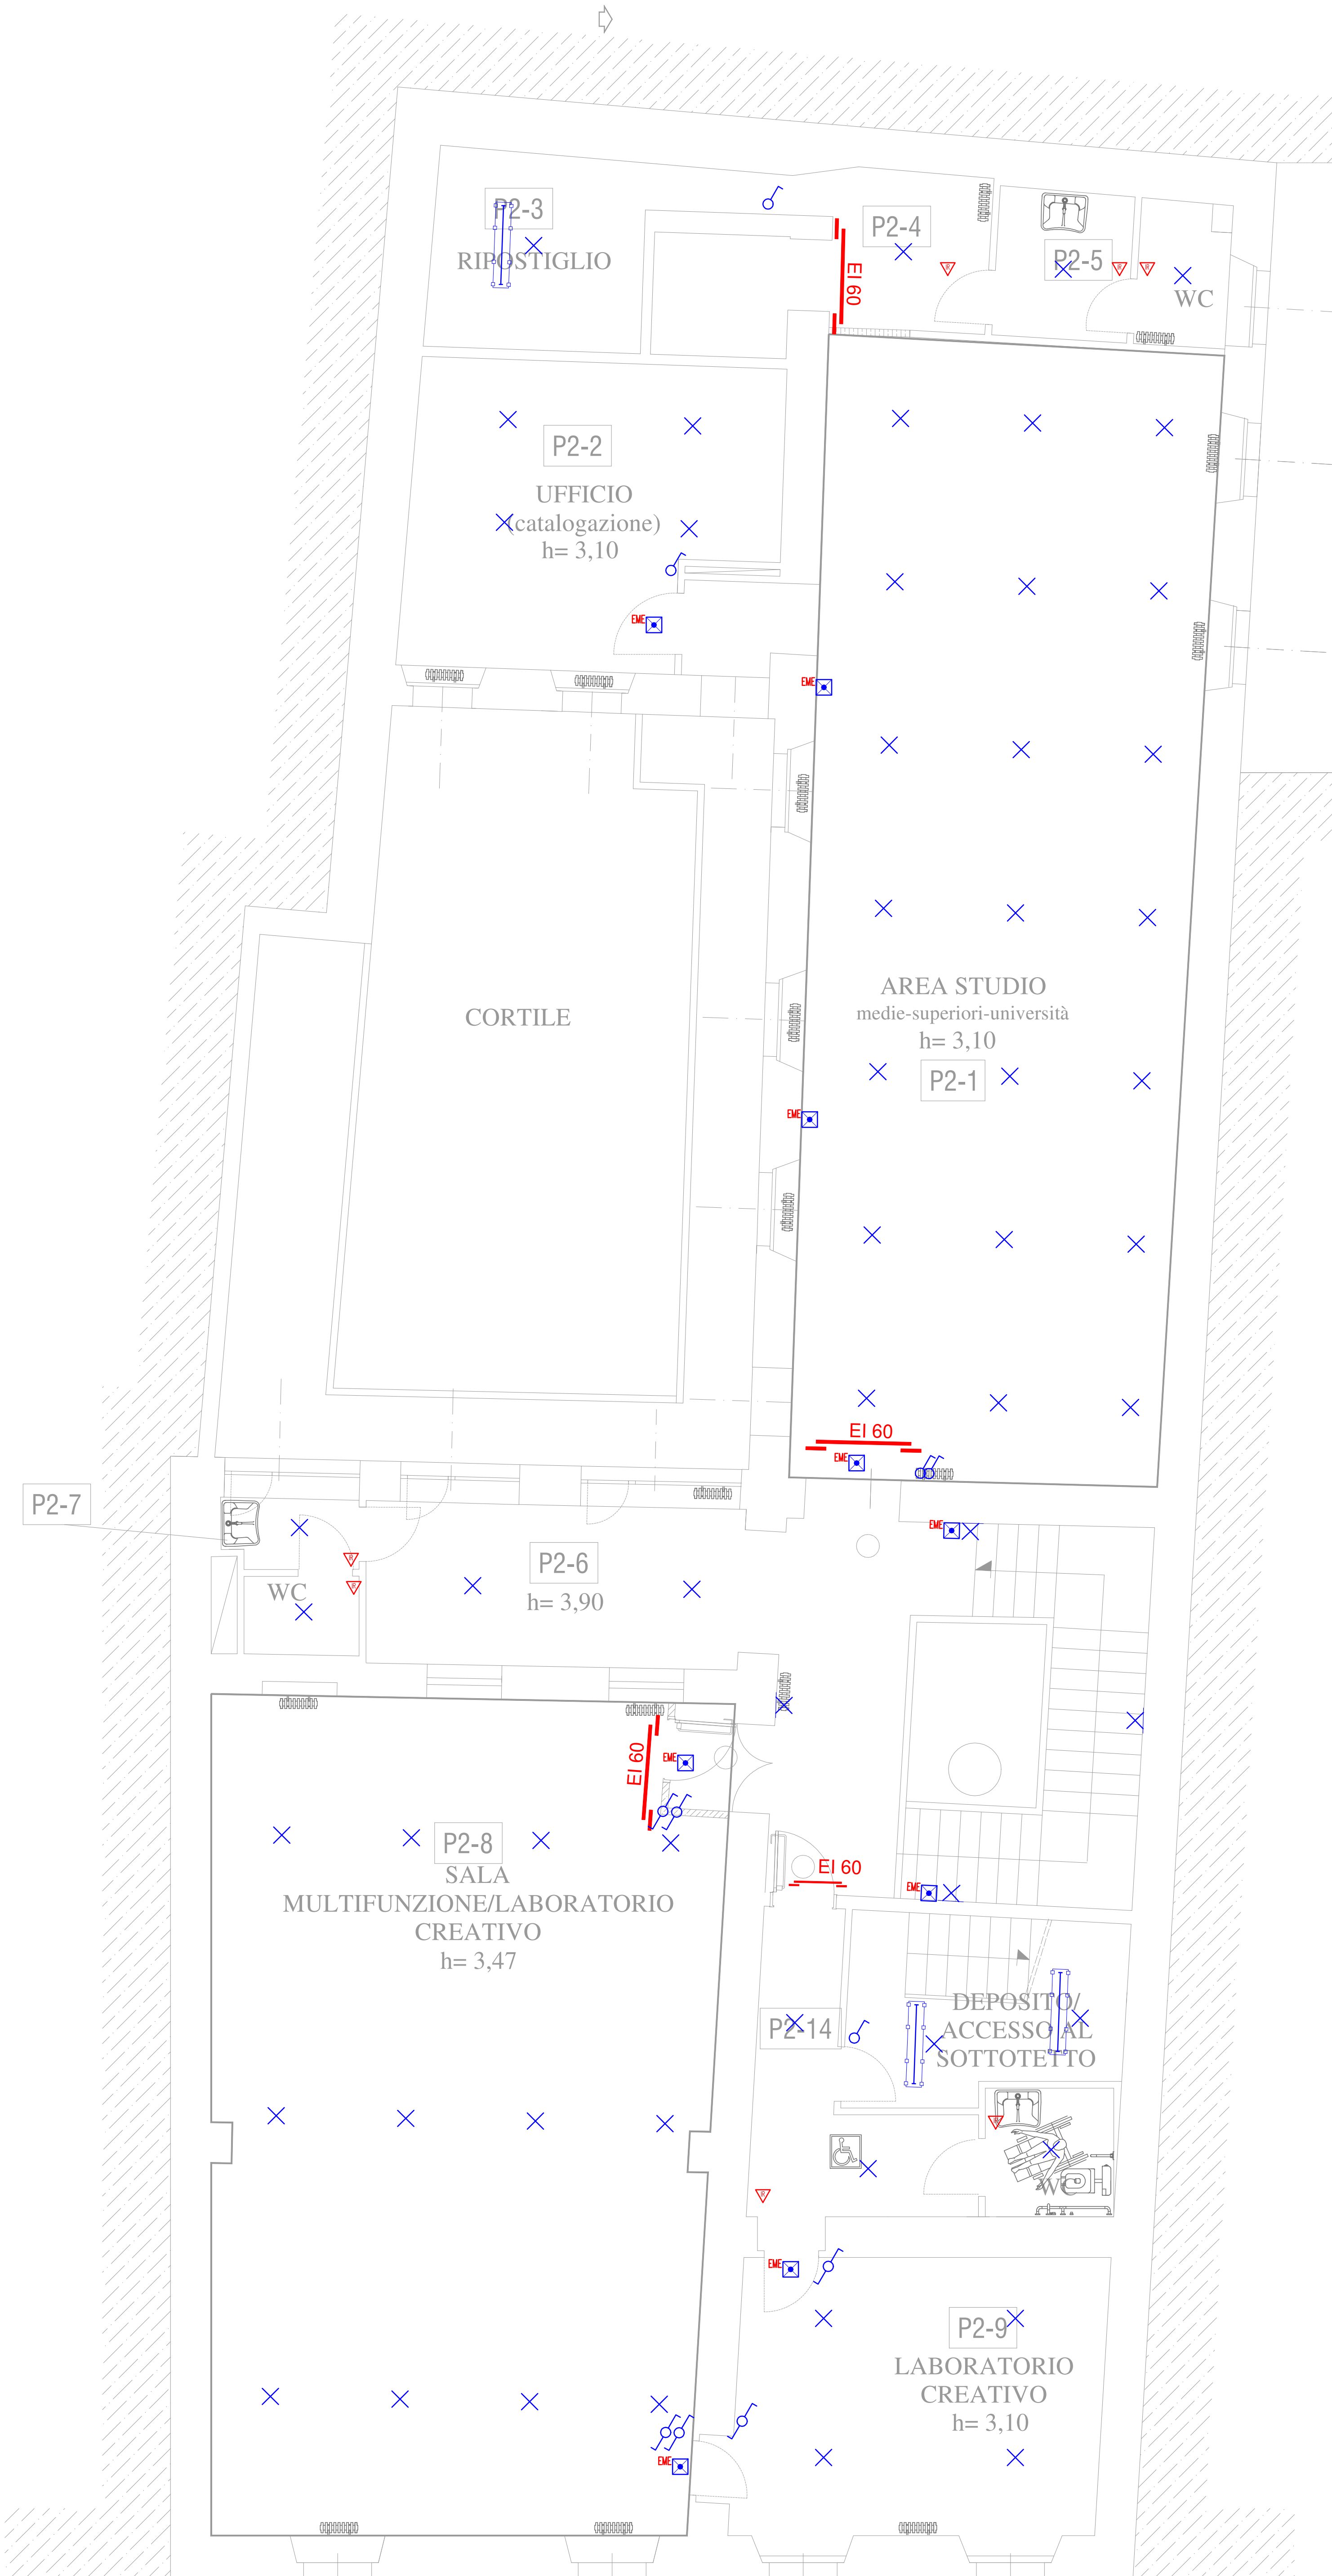 P2-3
RIPOSTIGLIO
P2-4
EI 60
P2-5
WC
P2-2
UFFICIO
(catalogazione)
h= 3,10
EME
EME
CORTILE
AREA STUDIO
medie-superiori-università
h= 3,10
P2-1
EME
EI 60
EME
P2-7
EME
P2-6
h= 3,90
WC
EI 60
EME
P2-8
SALA
MULTIFUNZIONE/LABORATORIO
CREATIVO
h= 3,47
EI 60
EME
P2-14
DEPOSITO/
ACCESSO AL
SOTTOTETTO
WC
EME
P2-9
LABORATORIO
CREATIVO
h= 3,10
EME